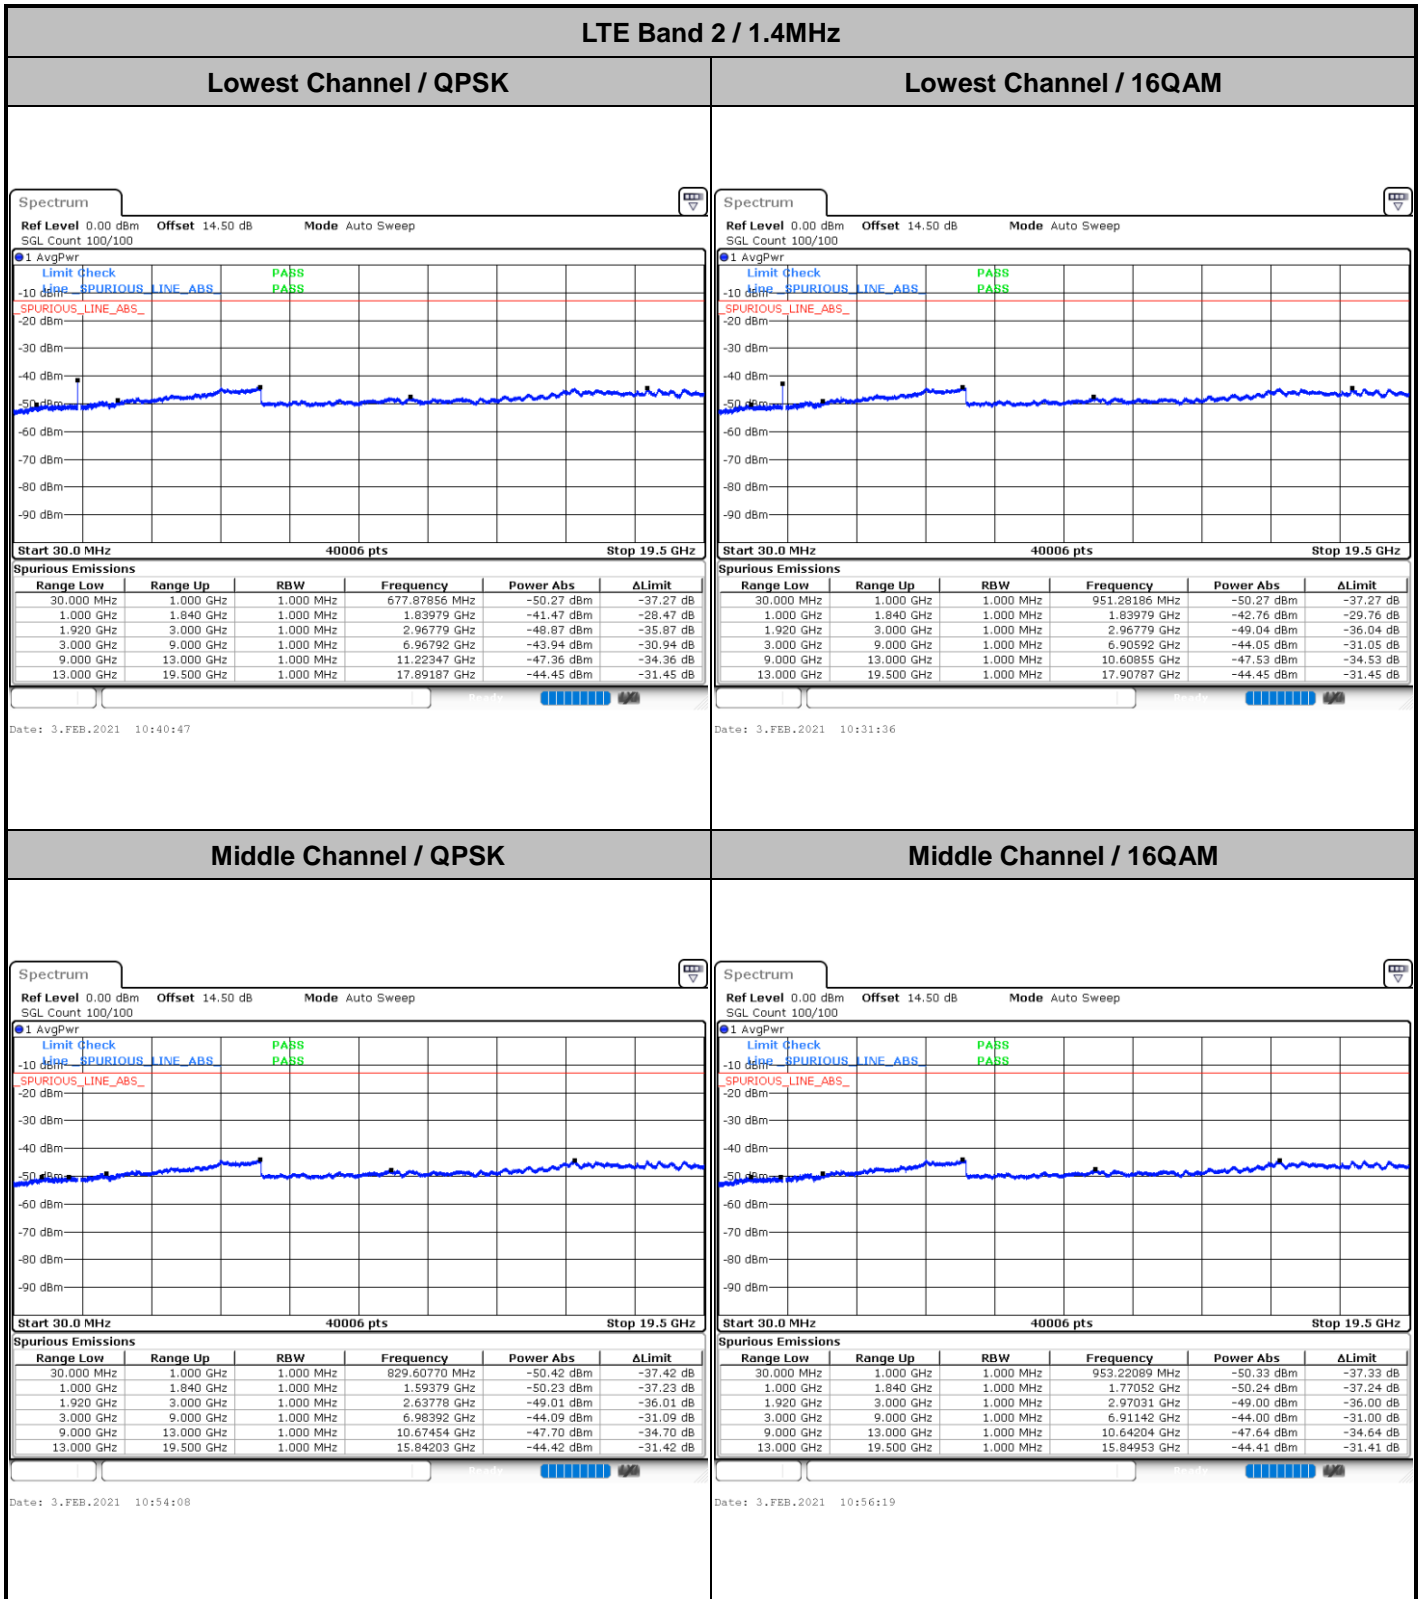 LTE Band 2 / 1.4MHz
Lowest Channel / QPSK
Lowest Channel / 16QAM
Spectrum
Ref Level 0.00 dBm Offset 14.50 dB Mode Auto Sweep
SGL Count 100/100
1 AvgPwr
Limit Check PASS
Line _SPURIOUS_LINE_ABS_ PASS
-10 dBm
_SPURIOUS_LINE_ABS_
-20 dBm
-30 dBm
-40 dBm
-50 dBm
-60 dBm
-70 dBm
-80 dBm
-90 dBm
Start 30.0 MHz 40006 pts Stop 19.5 GHz
Spurious Emissions
Range Low Range Up RBW Frequency Power Abs ΔLimit
30.000 MHz 1.000 GHz 1.000 MHz 677.87856 MHz -50.27 dBm -37.27 dB
1.000 GHz 1.840 GHz 1.000 MHz 1.83979 GHz -41.47 dBm -28.47 dB
1.920 GHz 3.000 GHz 1.000 MHz 2.96779 GHz -48.87 dBm -35.87 dB
3.000 GHz 9.000 GHz 1.000 MHz 6.96792 GHz -43.94 dBm -30.94 dB
9.000 GHz 13.000 GHz 1.000 MHz 11.22347 GHz -47.36 dBm -34.36 dB
13.000 GHz 19.500 GHz 1.000 MHz 17.89187 GHz -44.45 dBm -31.45 dB
Date: 3.FEB.2021 10:40:47
Spectrum
Ref Level 0.00 dBm Offset 14.50 dB Mode Auto Sweep
SGL Count 100/100
1 AvgPwr
Limit Check PASS
Line _SPURIOUS_LINE_ABS_ PASS
-10 dBm
_SPURIOUS_LINE_ABS_
-20 dBm
-30 dBm
-40 dBm
-50 dBm
-60 dBm
-70 dBm
-80 dBm
-90 dBm
Start 30.0 MHz 40006 pts Stop 19.5 GHz
Spurious Emissions
Range Low Range Up RBW Frequency Power Abs ΔLimit
30.000 MHz 1.000 GHz 1.000 MHz 951.28186 MHz -50.27 dBm -37.27 dB
1.000 GHz 1.840 GHz 1.000 MHz 1.83979 GHz -42.76 dBm -29.76 dB
1.920 GHz 3.000 GHz 1.000 MHz 2.96779 GHz -49.04 dBm -36.04 dB
3.000 GHz 9.000 GHz 1.000 MHz 6.90592 GHz -44.05 dBm -31.05 dB
9.000 GHz 13.000 GHz 1.000 MHz 10.60855 GHz -47.53 dBm -34.53 dB
13.000 GHz 19.500 GHz 1.000 MHz 17.90787 GHz -44.45 dBm -31.45 dB
Date: 3.FEB.2021 10:31:36
Middle Channel / QPSK
Middle Channel / 16QAM
Spectrum
Ref Level 0.00 dBm Offset 14.50 dB Mode Auto Sweep
SGL Count 100/100
1 AvgPwr
Limit Check PASS
Line _SPURIOUS_LINE_ABS_ PASS
-10 dBm
_SPURIOUS_LINE_ABS_
-20 dBm
-30 dBm
-40 dBm
-50 dBm
-60 dBm
-70 dBm
-80 dBm
-90 dBm
Start 30.0 MHz 40006 pts Stop 19.5 GHz
Spurious Emissions
Range Low Range Up RBW Frequency Power Abs ΔLimit
30.000 MHz 1.000 GHz 1.000 MHz 829.60770 MHz -50.42 dBm -37.42 dB
1.000 GHz 1.840 GHz 1.000 MHz 1.59379 GHz -50.23 dBm -37.23 dB
1.920 GHz 3.000 GHz 1.000 MHz 2.63778 GHz -49.01 dBm -36.01 dB
3.000 GHz 9.000 GHz 1.000 MHz 6.98392 GHz -44.09 dBm -31.09 dB
9.000 GHz 13.000 GHz 1.000 MHz 10.67454 GHz -47.70 dBm -34.70 dB
13.000 GHz 19.500 GHz 1.000 MHz 15.84203 GHz -44.42 dBm -31.42 dB
Date: 3.FEB.2021 10:54:08
Spectrum
Ref Level 0.00 dBm Offset 14.50 dB Mode Auto Sweep
SGL Count 100/100
1 AvgPwr
Limit Check PASS
Line _SPURIOUS_LINE_ABS_ PASS
-10 dBm
_SPURIOUS_LINE_ABS_
-20 dBm
-30 dBm
-40 dBm
-50 dBm
-60 dBm
-70 dBm
-80 dBm
-90 dBm
Start 30.0 MHz 40006 pts Stop 19.5 GHz
Spurious Emissions
Range Low Range Up RBW Frequency Power Abs ΔLimit
30.000 MHz 1.000 GHz 1.000 MHz 953.22089 MHz -50.33 dBm -37.33 dB
1.000 GHz 1.840 GHz 1.000 MHz 1.77052 GHz -50.24 dBm -37.24 dB
1.920 GHz 3.000 GHz 1.000 MHz 2.97031 GHz -49.00 dBm -36.00 dB
3.000 GHz 9.000 GHz 1.000 MHz 6.91142 GHz -44.00 dBm -31.00 dB
9.000 GHz 13.000 GHz 1.000 MHz 10.64204 GHz -47.64 dBm -34.64 dB
13.000 GHz 19.500 GHz 1.000 MHz 15.84953 GHz -44.41 dBm -31.41 dB
Date: 3.FEB.2021 10:56:19